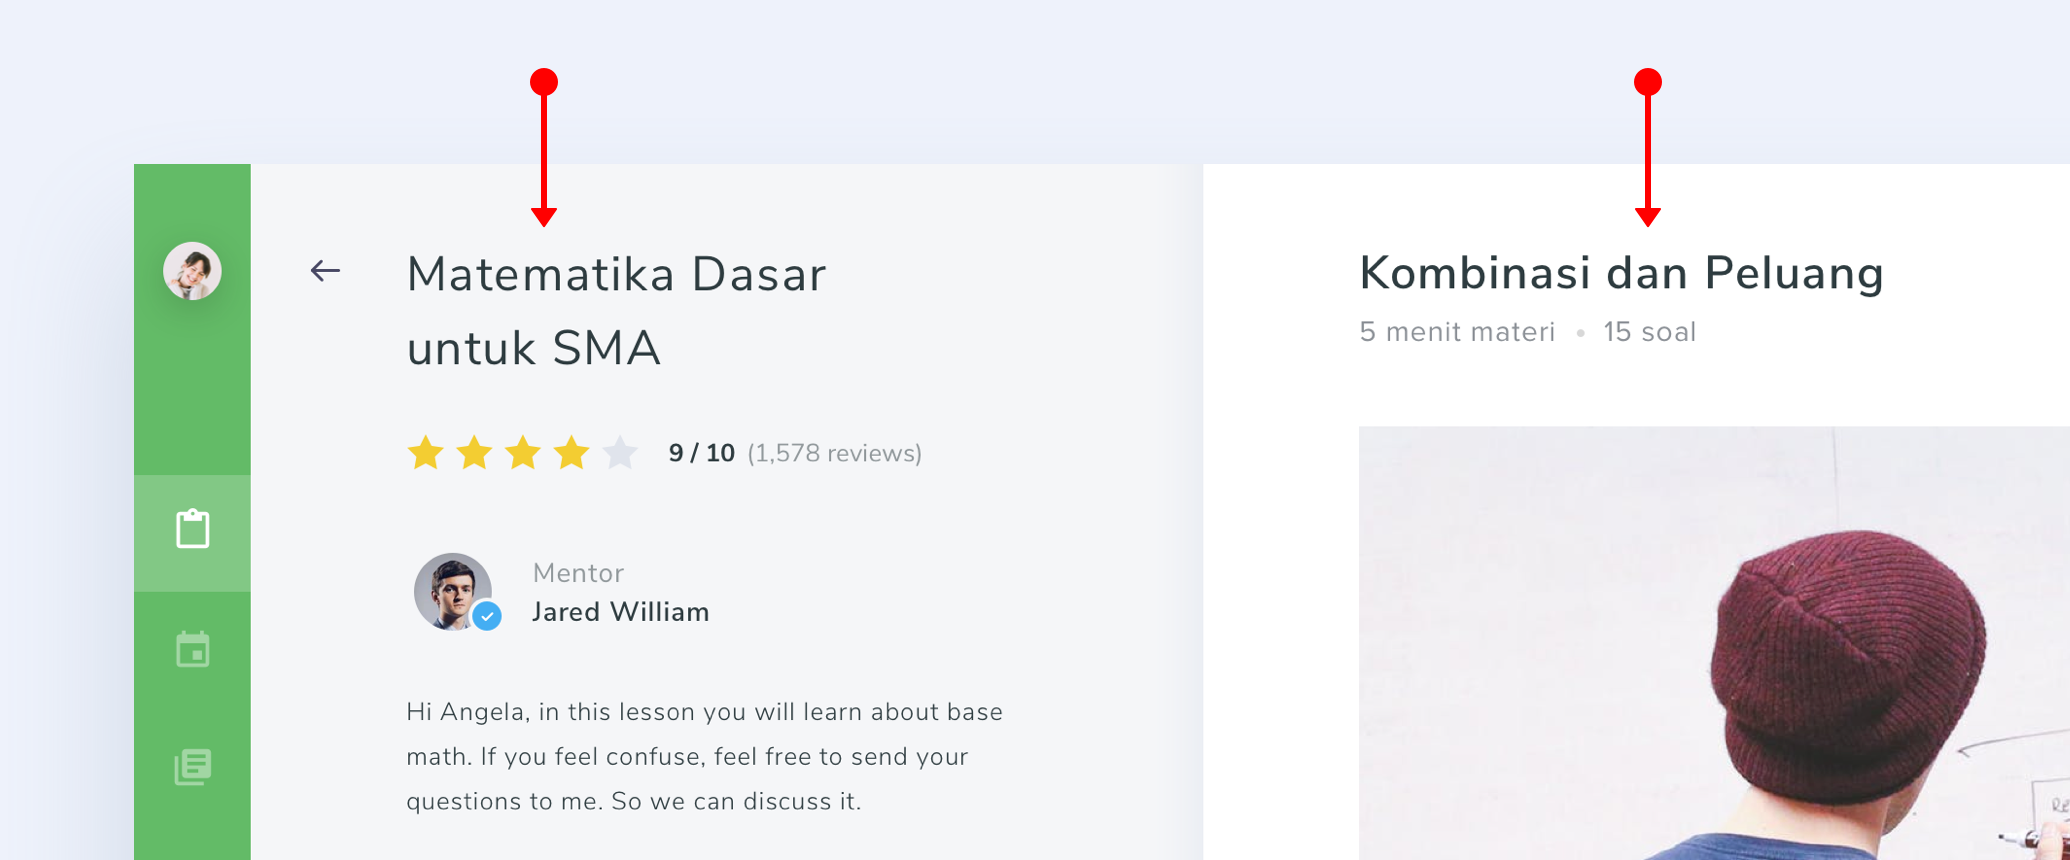 Matematika Dasar
untuk SMA
9 / 10 (1,578 reviews)
Mentor
Jared William
Hi Angela, in this lesson you will learn about base
math. If you feel confuse, feel free to send your
questions to me. So we can discuss it.
Kombinasi dan Peluang
5 menit materi • 15 soal